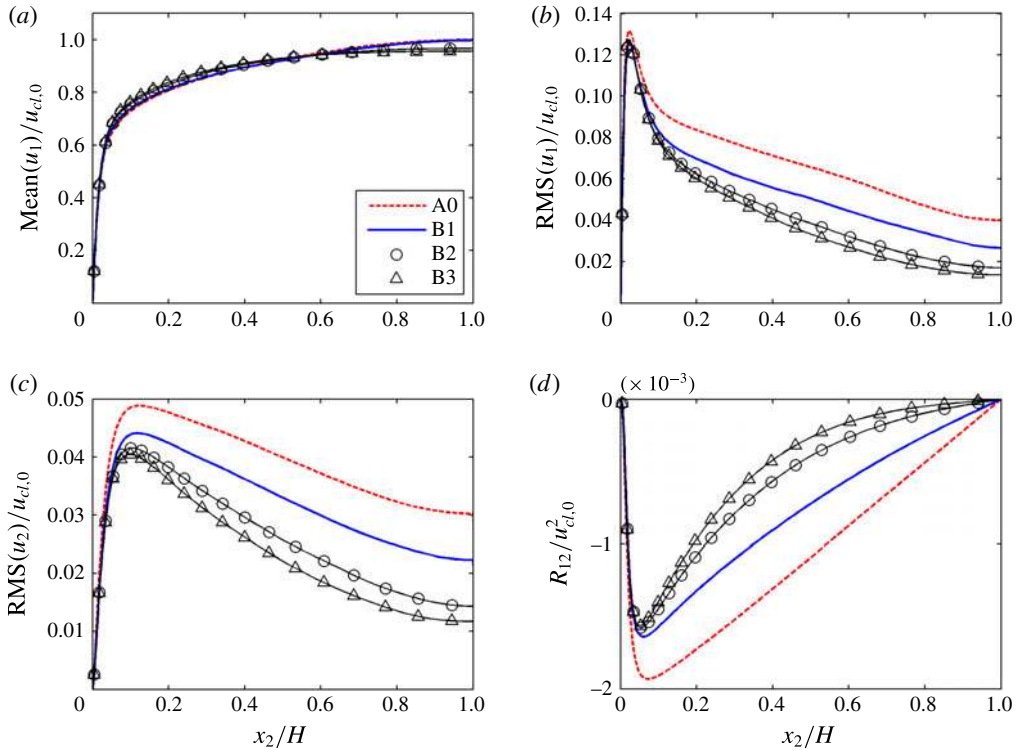 (a)
1.0
0.8
0.6
0.4
0.2
Mean(u1)/ucl,0
A0
B1
B2
B3
0 0.2 0.4 0.6 0.8 1.0
(b)
0.14
0.12
0.10
0.08
0.06
0.04
0.02
RMS(u1)/ucl,0
0 0.2 0.4 0.6 0.8 1.0
(c)
0.05
0.04
0.03
0.02
0.01
RMS(u2)/ucl,0
0 0.2 0.4 0.6 0.8 1.0
x2/H
(d)
(× 10−3)
0
−1
−2
R12/u2cl,0
0 0.2 0.4 0.6 0.8 1.0
x2/H